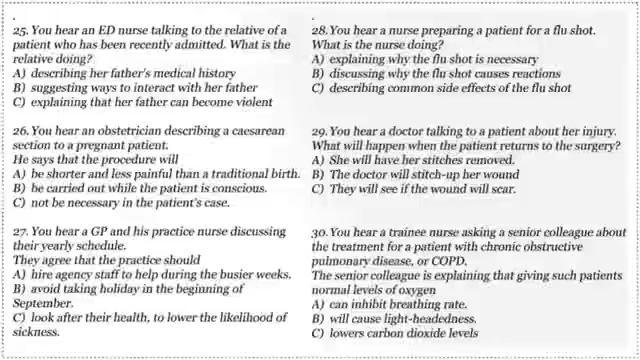 25. You hear an ED nurse talking to the relative of a
patient who has been recently admitted. What is the
relative doing?
A) describing her father's medical history
B) suggesting ways to interact with her father
C) explaining that her father can become violent
26. You hear an obstetrician describing a caesarean
section to a pregnant patient.
He says that the procedure will
A) be shorter and less painful than a traditional birth.
B) be carried out while the patient is conscious.
C) not be necessary in the patient's case.
27. You hear a GP and his practice nurse discussing
their yearly schedule.
They agree that the practice should
A) hire agency staff to help during the busier weeks.
B) avoid taking holiday in the beginning of
September.
C) look after their health, to lower the likelihood of
sickness.
28. You hear a nurse preparing a patient for a flu shot.
What is the nurse doing?
A) explaining why the flu shot is necessary
B) discussing why the flu shot causes reactions
C) describing common side effects of the flu shot
29. You hear a doctor talking to a patient about her injury.
What will happen when the patient returns to the surgery?
A) She will have her stitches removed.
B) The doctor will stitch-up her wound
C) They will see if the wound will scar.
30. You hear a trainee nurse asking a senior colleague about
the treatment for a patient with chronic obstructive
pulmonary disease, or COPD.
The senior colleague is explaining that giving such patients
normal levels of oxygen
A) can inhibit breathing rate.
B) will cause light-headedness.
C) lowers carbon dioxide levels